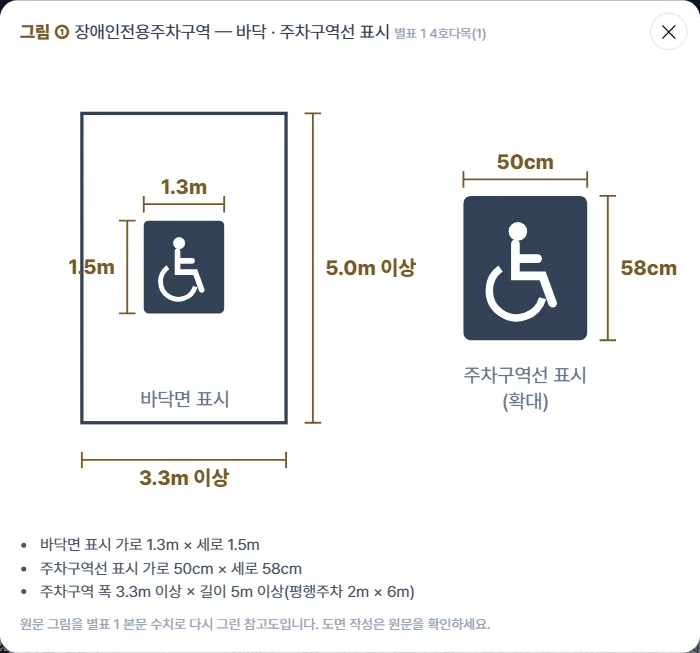 그림 ① 장애인전용주차구역 — 바닥 · 주차구역선 표시 별표 1 4호다목(1)
1.3m
1.5m
5.0m 이상
바닥면 표시
3.3m 이상
50cm
58cm
주차구역선 표시
(확대)
• 바닥면 표시 가로 1.3m × 세로 1.5m
• 주차구역선 표시 가로 50cm × 세로 58cm
• 주차구역 폭 3.3m 이상 × 길이 5m 이상(평행주차 2m × 6m)
원문 그림을 별표 1 본문 수치로 다시 그린 참고도입니다. 도면 작성은 원문을 확인하세요.